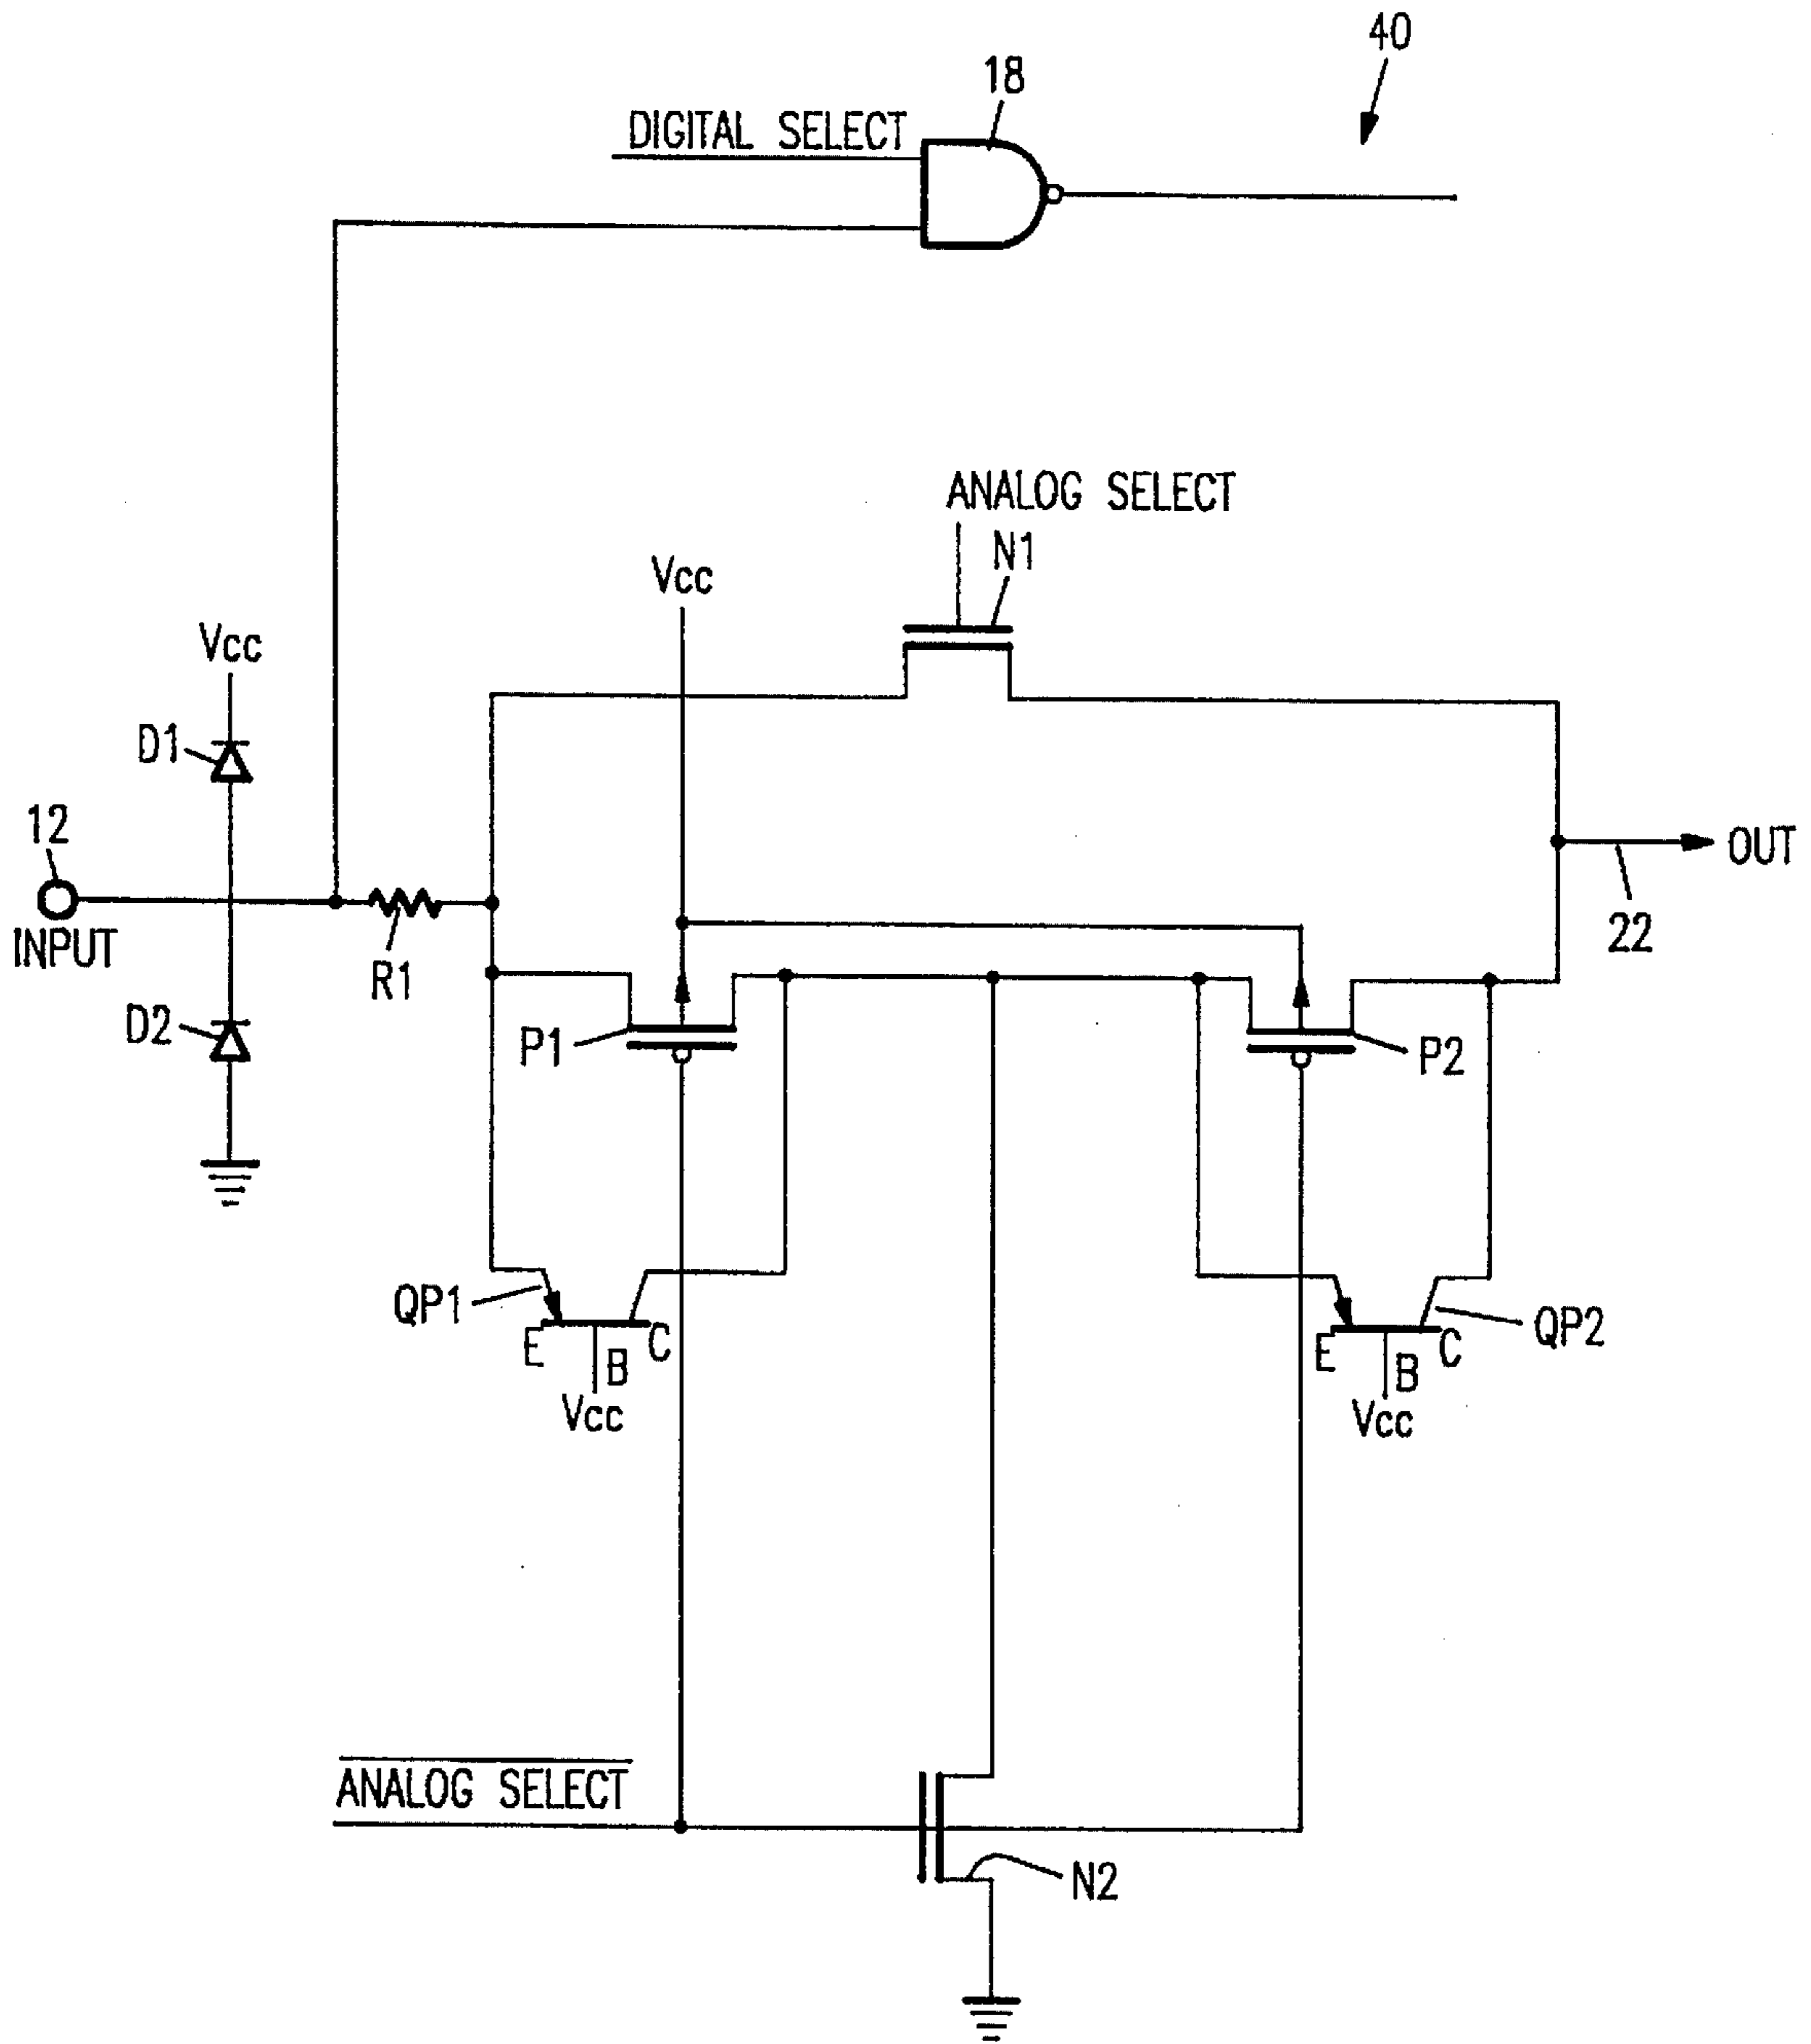 40
18
DIGITAL SELECT
ANALOG SELECT
N1
Vcc
Vcc
D1
12
INPUT
R1
OUT
22
D2
P1
P2
QP1
E
B
C
Vcc
QP2
E
B
C
Vcc
ANALOG SELECT
N2